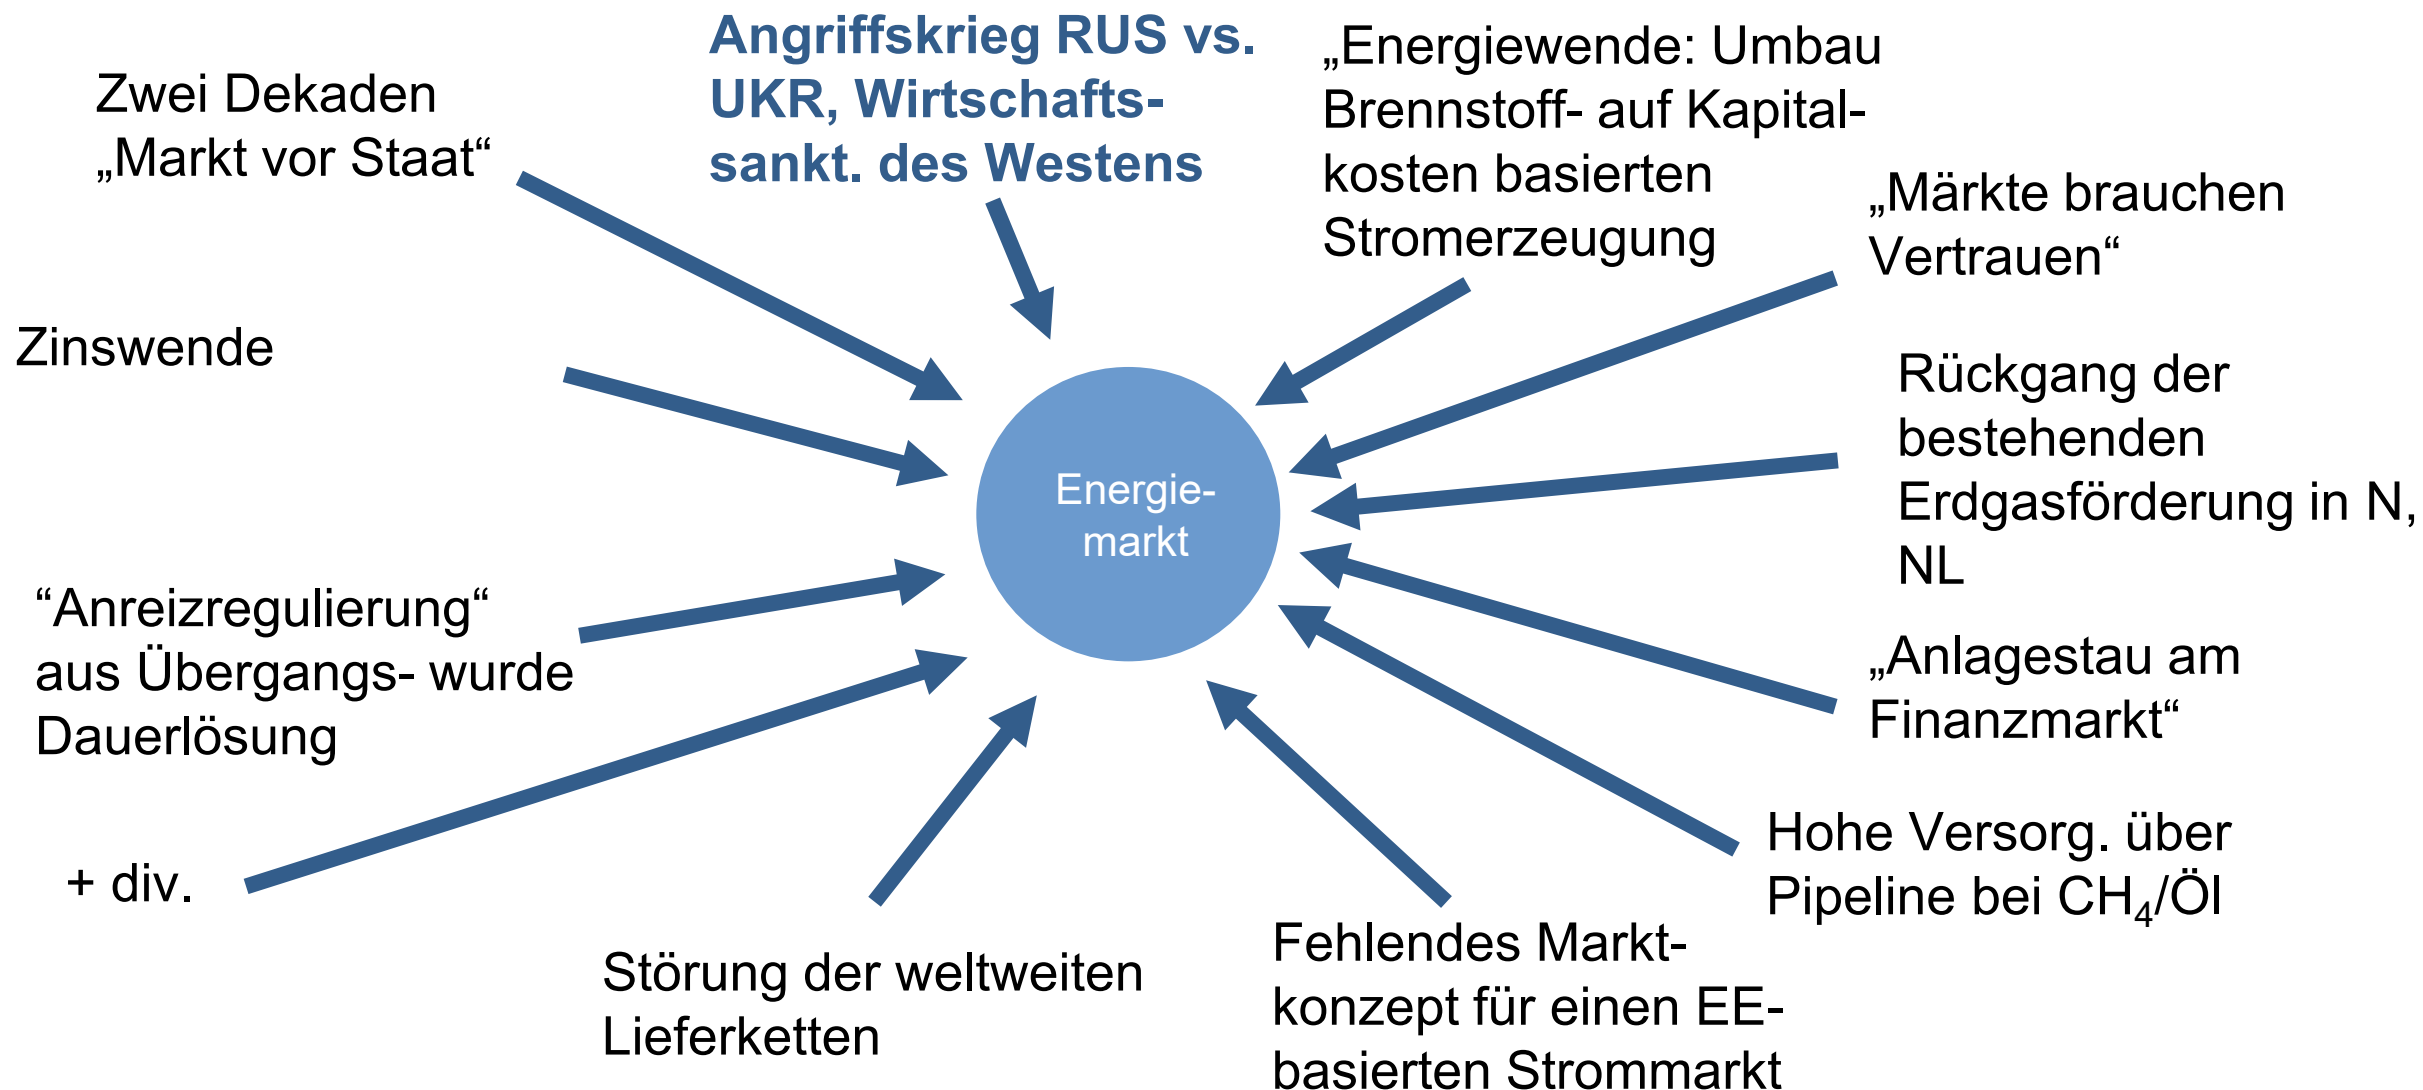 Angriffskrieg RUS vs.
UKR, Wirtschafts-
sankt. des Westens
„Energiewende: Umbau
Brennstoff- auf Kapital-
kosten basierten
Stromerzeugung
Zwei Dekaden
„Markt vor Staat“
„Märkte brauchen
Vertrauen“
Zinswende
Rückgang der
bestehenden
Erdgasförderung in N,
NL
Energie-
markt
“Anreizregulierung“
aus Übergangs- wurde
Dauerlösung
„Anlagestau am
Finanzmarkt“
+ div.
Hohe Versorg. über
Pipeline bei CH₄/Öl
Störung der weltweiten
Lieferketten
Fehlendes Markt-
konzept für einen EE-
basierten Strommarkt